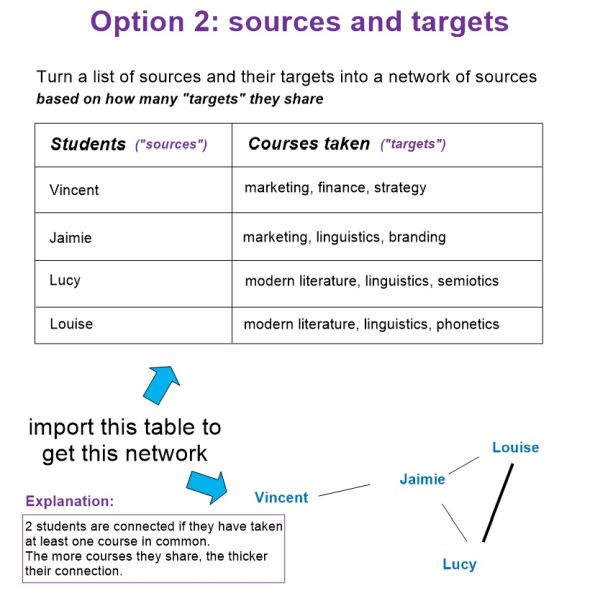 Option 2: sources and targets
Turn a list of sources and their targets into a network of sources
based on how many "targets" they share
Students ("sources") Courses taken ("targets")
Vincent marketing, finance, strategy
Jaimie marketing, linguistics, branding
Lucy modern literature, linguistics, semiotics
Louise modern literature, linguistics, phonetics
import this table to
get this network
Louise
Jaimie
Vincent
Lucy
Explanation:
2 students are connected if they have taken
at least one course in common.
The more courses they share, the thicker
their connection.